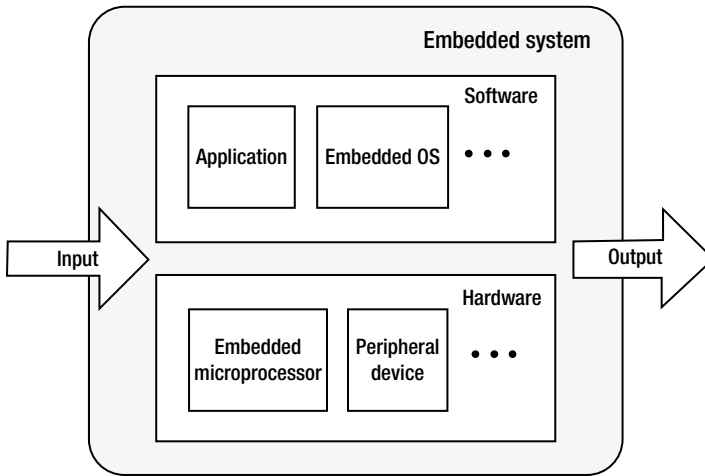 Embedded system
Software
Application
Embedded OS
• • •
Input
Output
Hardware
Embedded
microprocessor
Peripheral
device
• • •